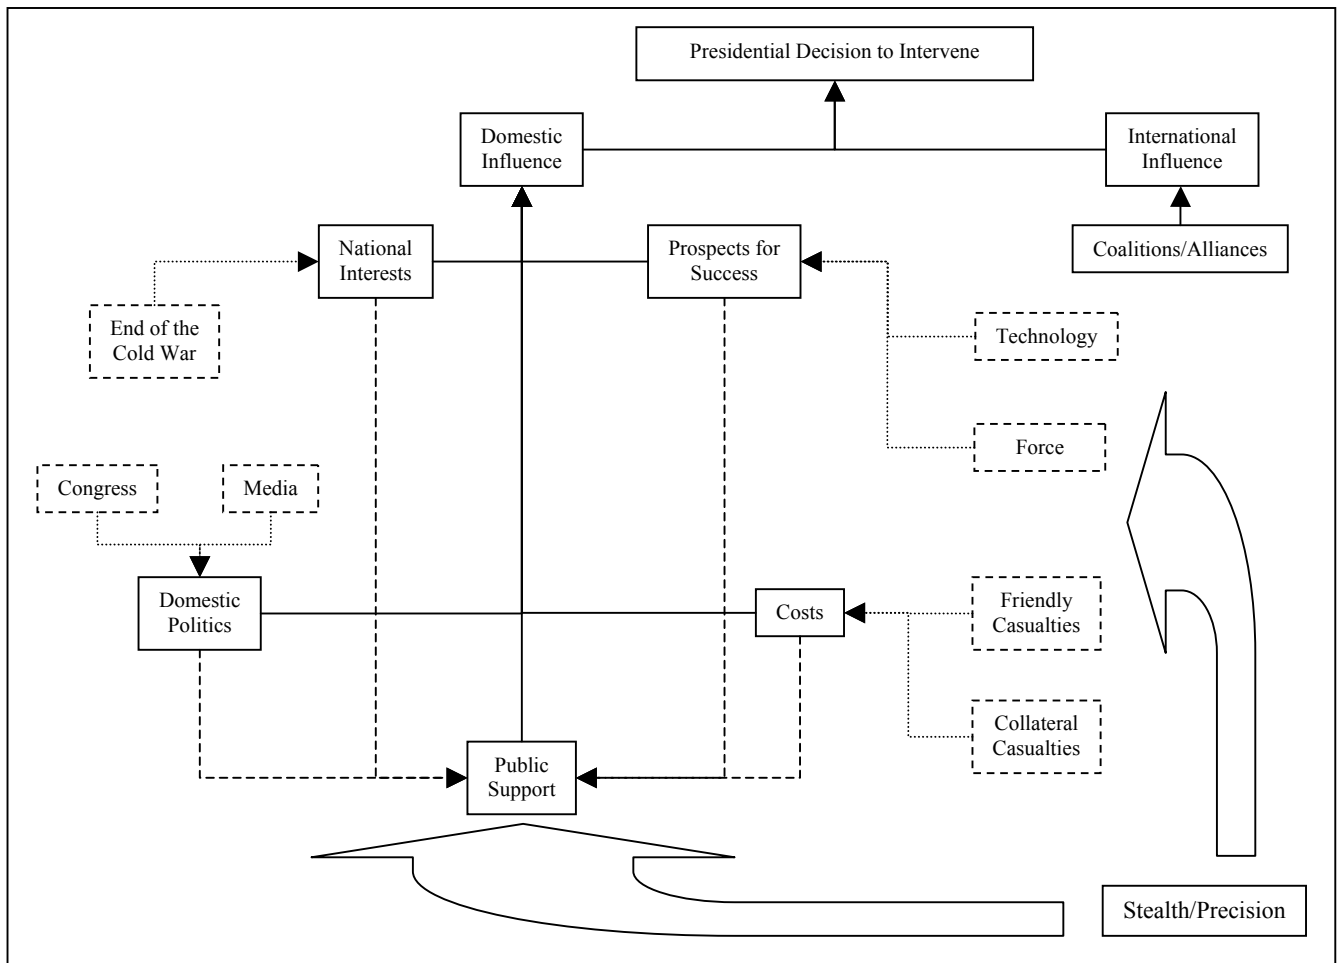 Presidential Decision to Intervene
Domestic
Influence
International
Influence
National
Interests
Prospects for
Success
Coalitions/Alliances
End of the
Cold War
Technology
Force
Congress
Media
Domestic
Politics
Costs
Friendly
Casualties
Collateral
Casualties
Public
Support
Stealth/Precision